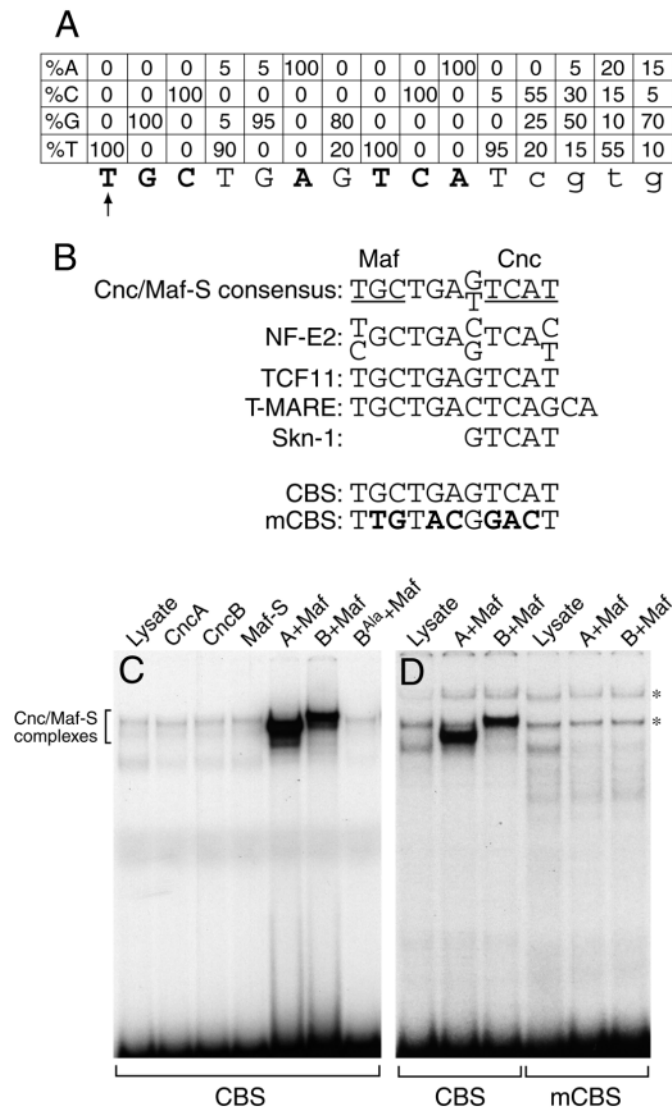 A
%A 0 0 0 5 5 100 0 0 0 100 0 0 5 20 15
%C 0 0 100 0 0 0 0 0 100 0 5 55 30 15 5
%G 0 100 0 5 95 0 80 0 0 0 0 25 50 10 70
%T 100 0 0 90 0 0 20 100 0 0 95 20 15 55 10
T G C T G A G T C A T c g t g
B
Maf Cnc
Cnc/Maf-S consensus: TGCTGAG/TTCAT
NF-E2: T/CGCTGAC/GTCAC/T
TCF11: TGCTGAGTCAT
T-MARE: TGCTGACTCAGCA
Skn-1: GTCAT
CBS: TGCTGAGTCAT
mCBS: TTGTACGGACT
Lysate CncA CncB Maf-S A+Maf B+Maf B^Ala+Maf Lysate A+Maf B+Maf Lysate A+Maf B+Maf
C D
*
Cnc/Maf-S
complexes
*
CBS CBS mCBS